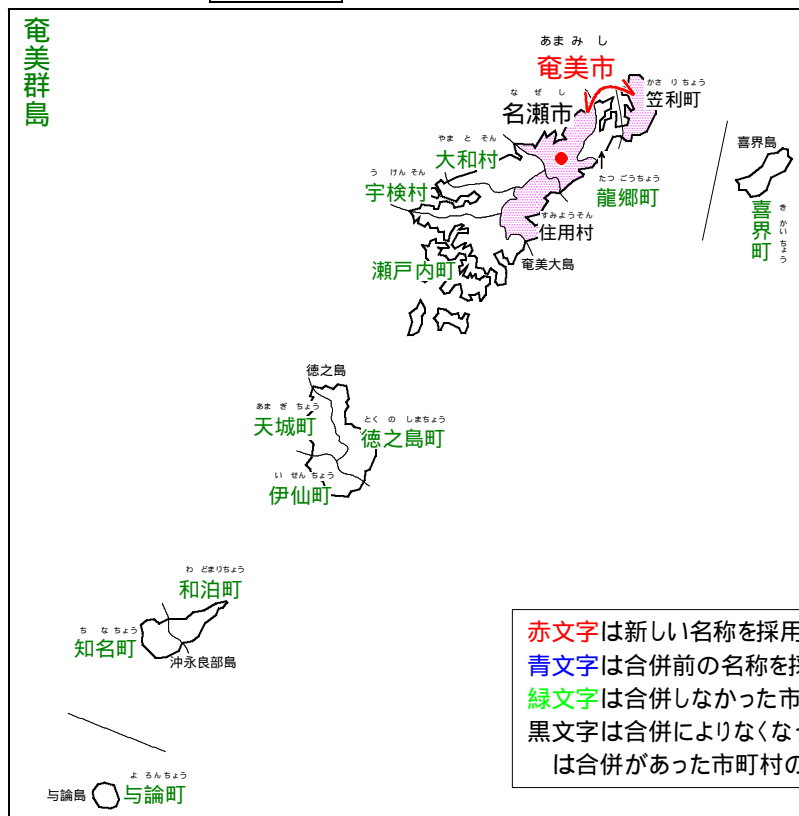 奄美群島
あまみし
奄美市
かさりちょう
笠利町
なぜし
名瀬市
やまとそん
大和村
うけんそん
宇検村
たつごうちょう
龍郷町
すみようそん
住用村
奄美大島
瀬戸内町
喜界島
喜界町
きかいちょう
徳之島
あまぎちょう
天城町
とくのしまちょう
徳之島町
いせんちょう
伊仙町
わどまりちょう
和泊町
ちなちょう
知名町
沖永良部島
与論島
よろんちょう
与論町
赤文字は新しい名称を採用
青文字は合併前の名称を採
緑文字は合併しなかった市
黒文字は合併によりなくなっ
は合併があった市町村の